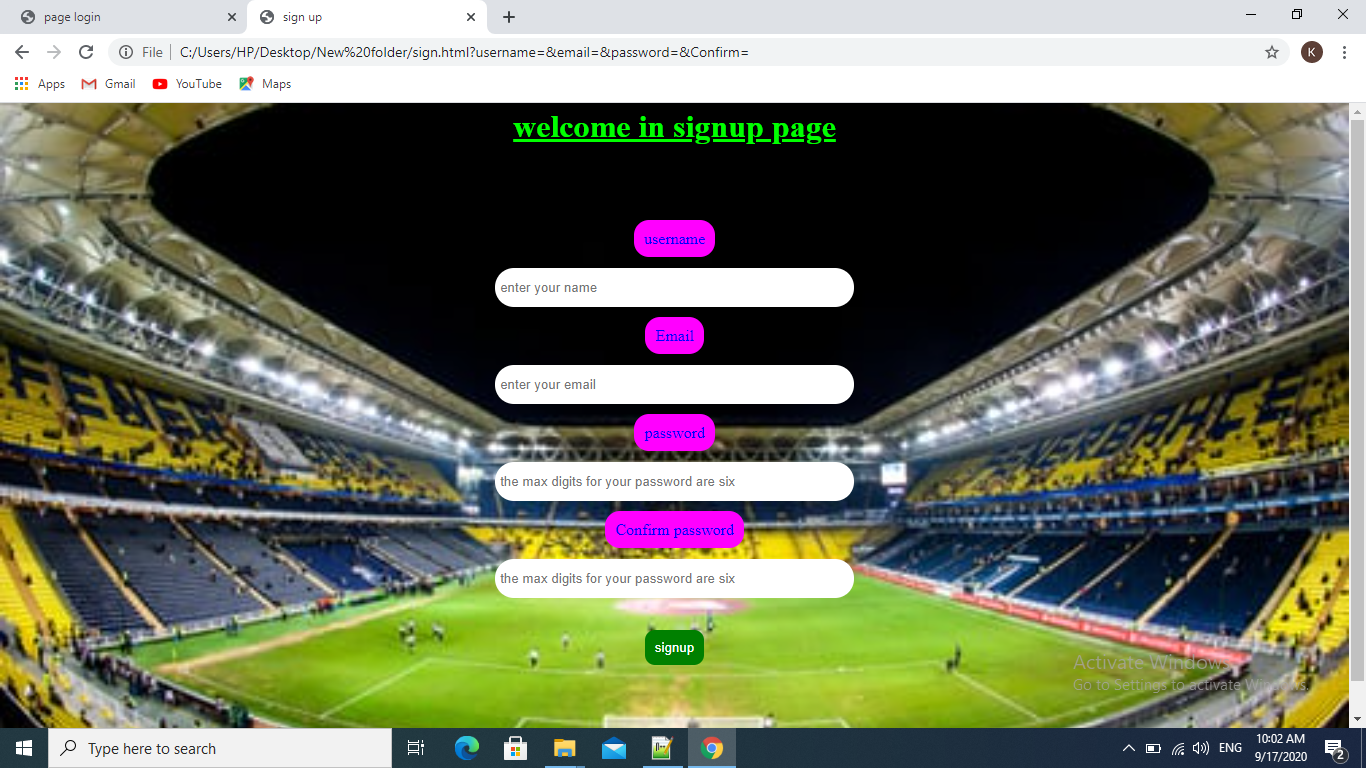 page login
sign up
File
C:/Users/HP/Desktop/New%20folder/sign.html?username=&email=&password=&Confirm=
K
Apps
Gmail
YouTube
Maps
welcome in signup page
username
enter your name
Email
enter your email
password
the max digits for your password are six
Confirm password
the max digits for your password are six
signup
Activate Windows
Go to Settings to activate Windows.
Type here to search
ENG
10:02 AM
9/17/2020
2